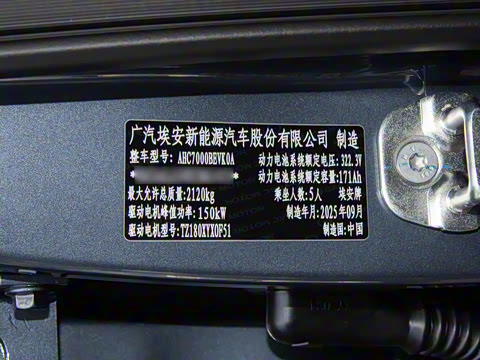 广汽埃安新能源汽车股份有限公司 制造
整车型号: AHC7000BEVK0A 动力电池系统额定电压: 322.3V
* * 动力电池系统额定容量: 171Ah
最大允许总质量: 2120kg 乘坐人数: 5人 埃安牌
驱动电机峰值功率: 150kW 制造年月: 2025年09月
驱动电机型号: TZ180XYX0F51 制造国: 中国